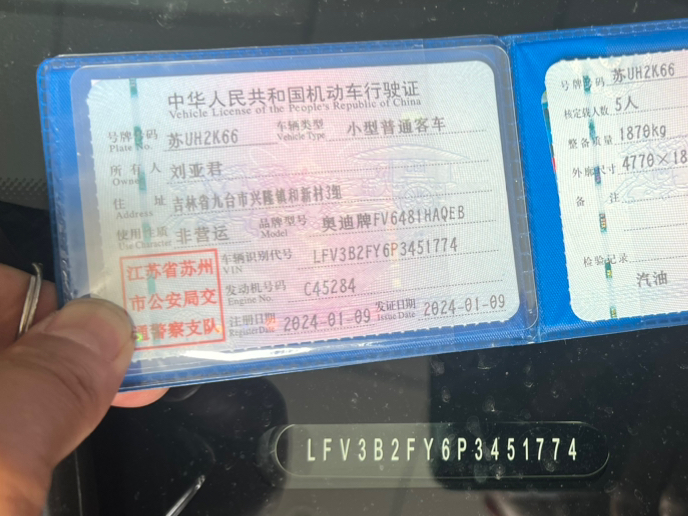 中华人民共和国机动车行驶证
Vehicle License of the People's Republic of China
号牌号码 苏UH2K66 车辆类型 小型普通客车
Plate No. Vehicle Type
所有人 刘亚君
Owner
住址 吉林省九台市兴隆镇和新村3组
Address
使用性质 非营运 品牌型号 奥迪牌FV6481HAQEB
Use Character Model
车辆识别代号 LFV3B2FY6P3451774
VIN
发动机号码 C45284
Engine No.
注册日期 2024-01-09 发证日期 2024-01-09
Register Date Issue Date
江苏省苏州
市公安局交
通警察支队
号牌号码 苏UH2K66
核定载人数 5人
整备质量 1870kg
外廓尺寸 4770×18
备注
检验记录
汽油
LFV3B2FY6P3451774